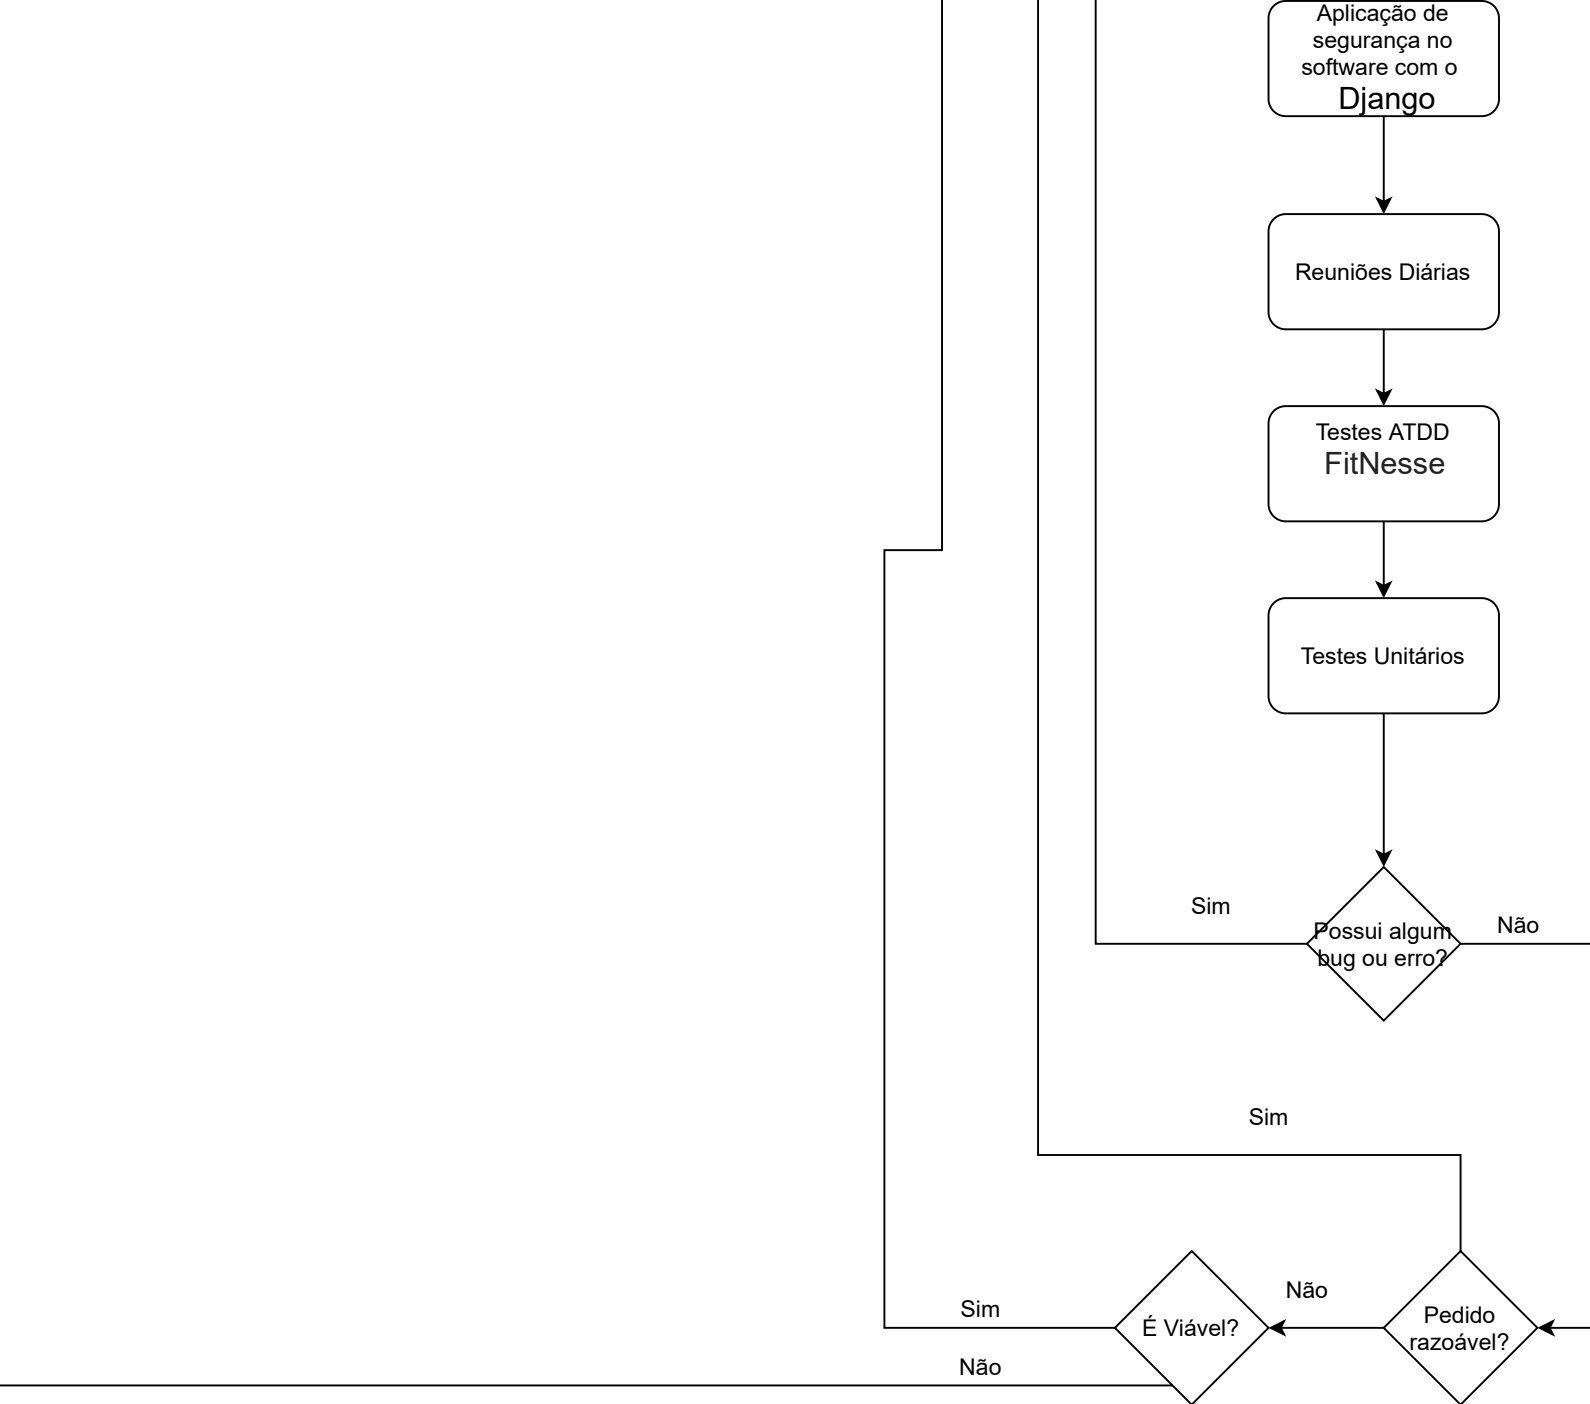 Aplicação de
segurança no
software com o
Django
Reuniões Diárias
Testes ATDD
FitNesse
Testes Unitários
Sim
Possui algum
bug ou erro?
Não
Sim
Sim
É Viável?
Não
Pedido
razoável?
Não